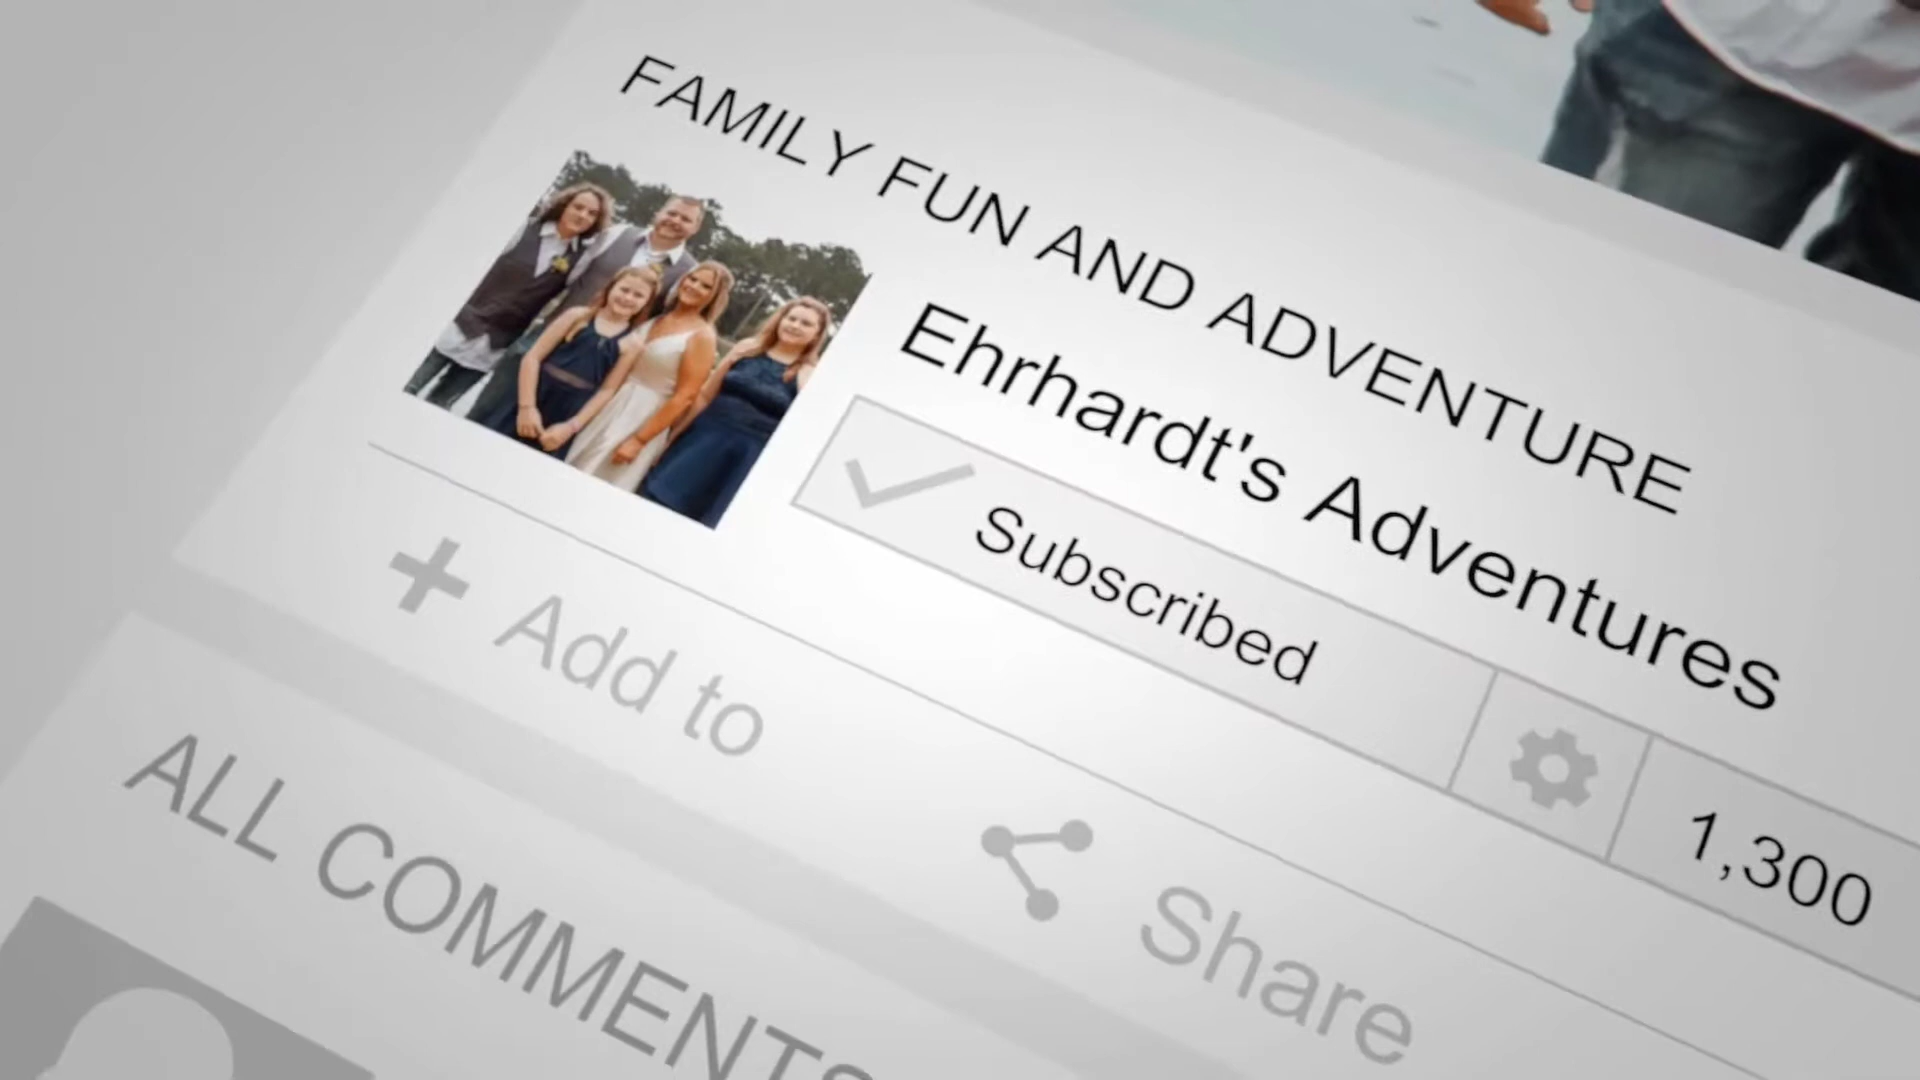 FAMILY FUN AND ADVENTURE
Ehrhardt's Adventures
Subscribed
1,300
Add to
Share
ALL COMMENTS